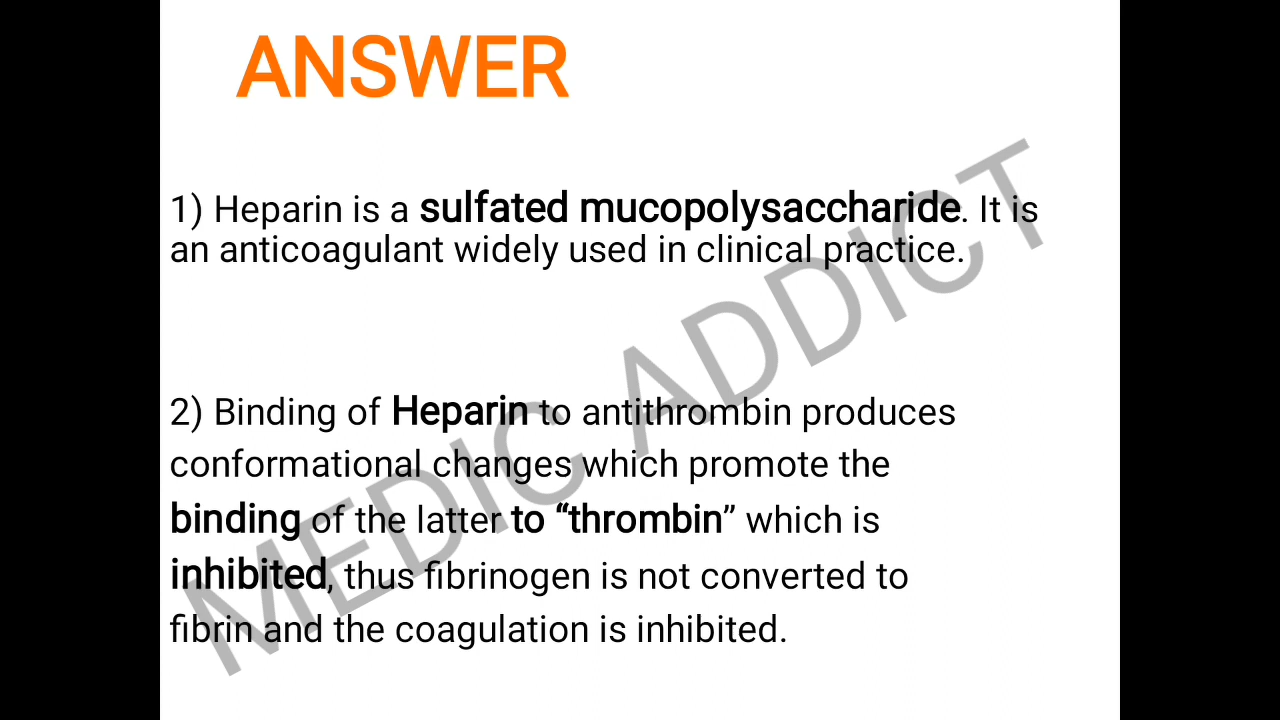 ANSWER
1) Heparin is a sulfated mucopolysaccharide. It is
an anticoagulant widely used in clinical practice.
2) Binding of Heparin to antithrombin produces
conformational changes which promote the
binding of the latter to “thrombin” which is
inhibited, thus fibrinogen is not converted to
fibrin and the coagulation is inhibited.
MEDIC ADDICT